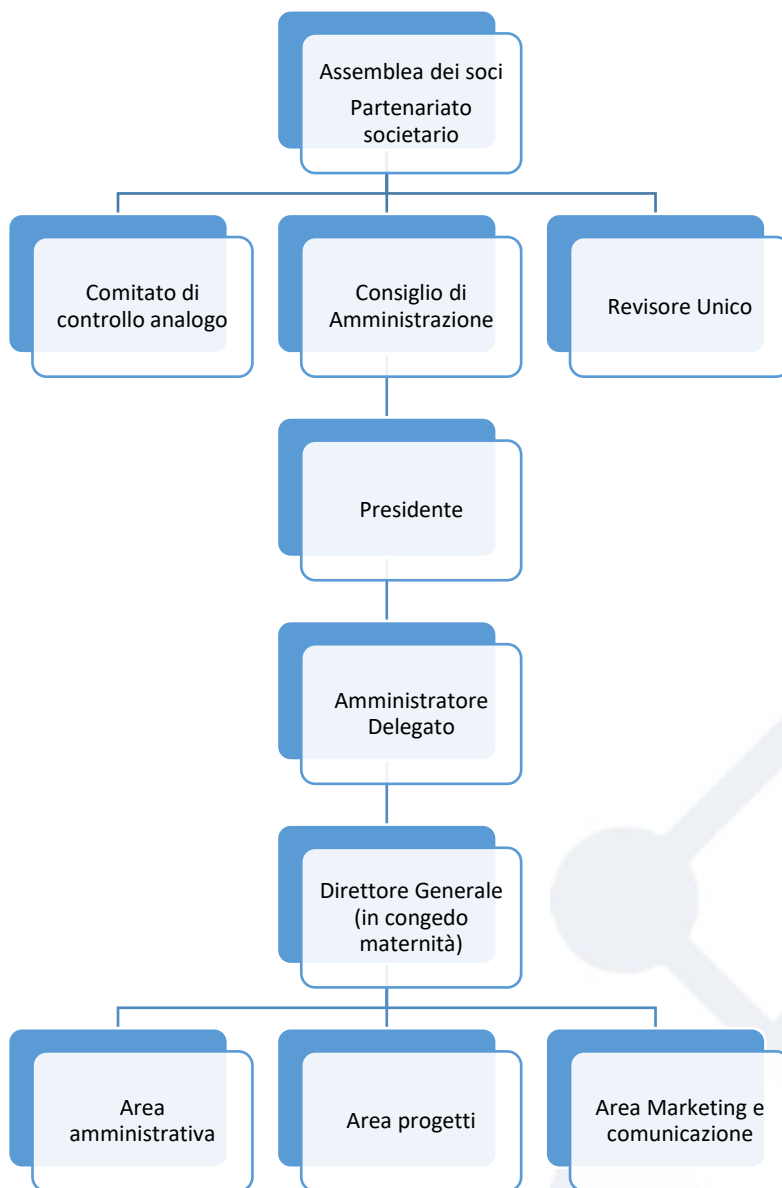 Assemblea dei soci
Partenariato
societario
Comitato di
controllo analogo
Consiglio di
Amministrazione
Revisore Unico
Presidente
Amministratore
Delegato
Direttore Generale
(in congedo
maternità)
Area
amministrativa
Area progetti
Area Marketing e
comunicazione